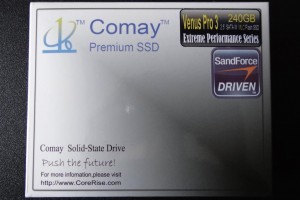 Comay™
Premium SSD
Venus Pro 3
240GB
Extreme Performance Series
SandForce
DRIVEN
Comay Solid-State Drive
Push the future!
For more infomation,please visit
http://www.CoreRise.com